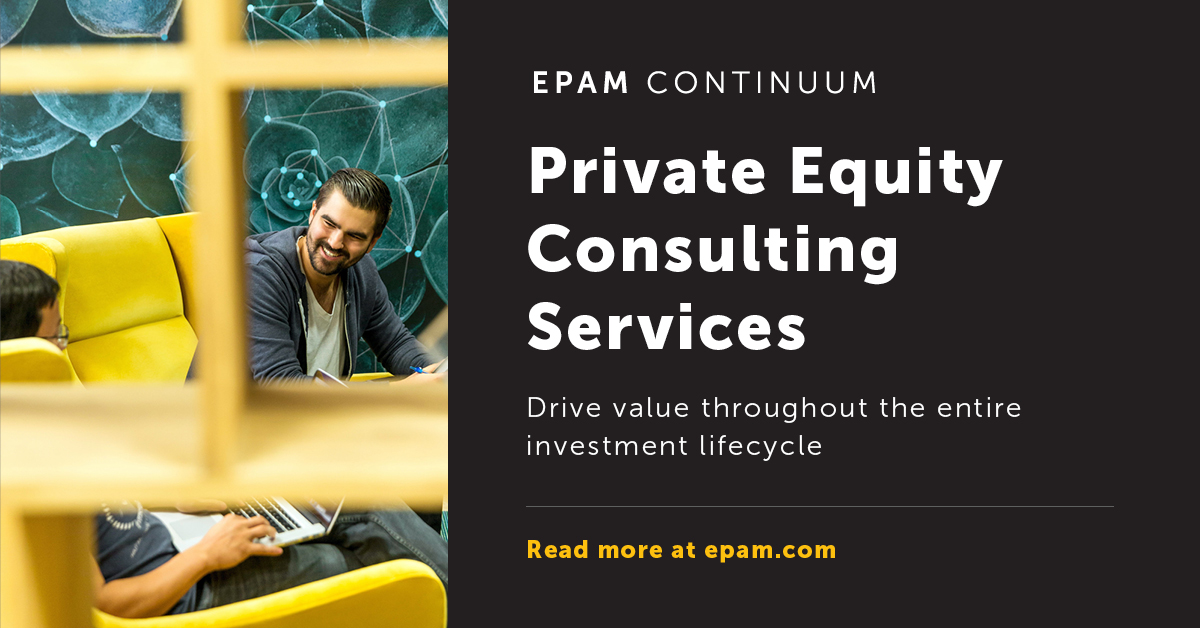 EPAM CONTINUUM
Private Equity
Consulting
Services
Drive value throughout the entire
investment lifecycle
Read more at epam.com